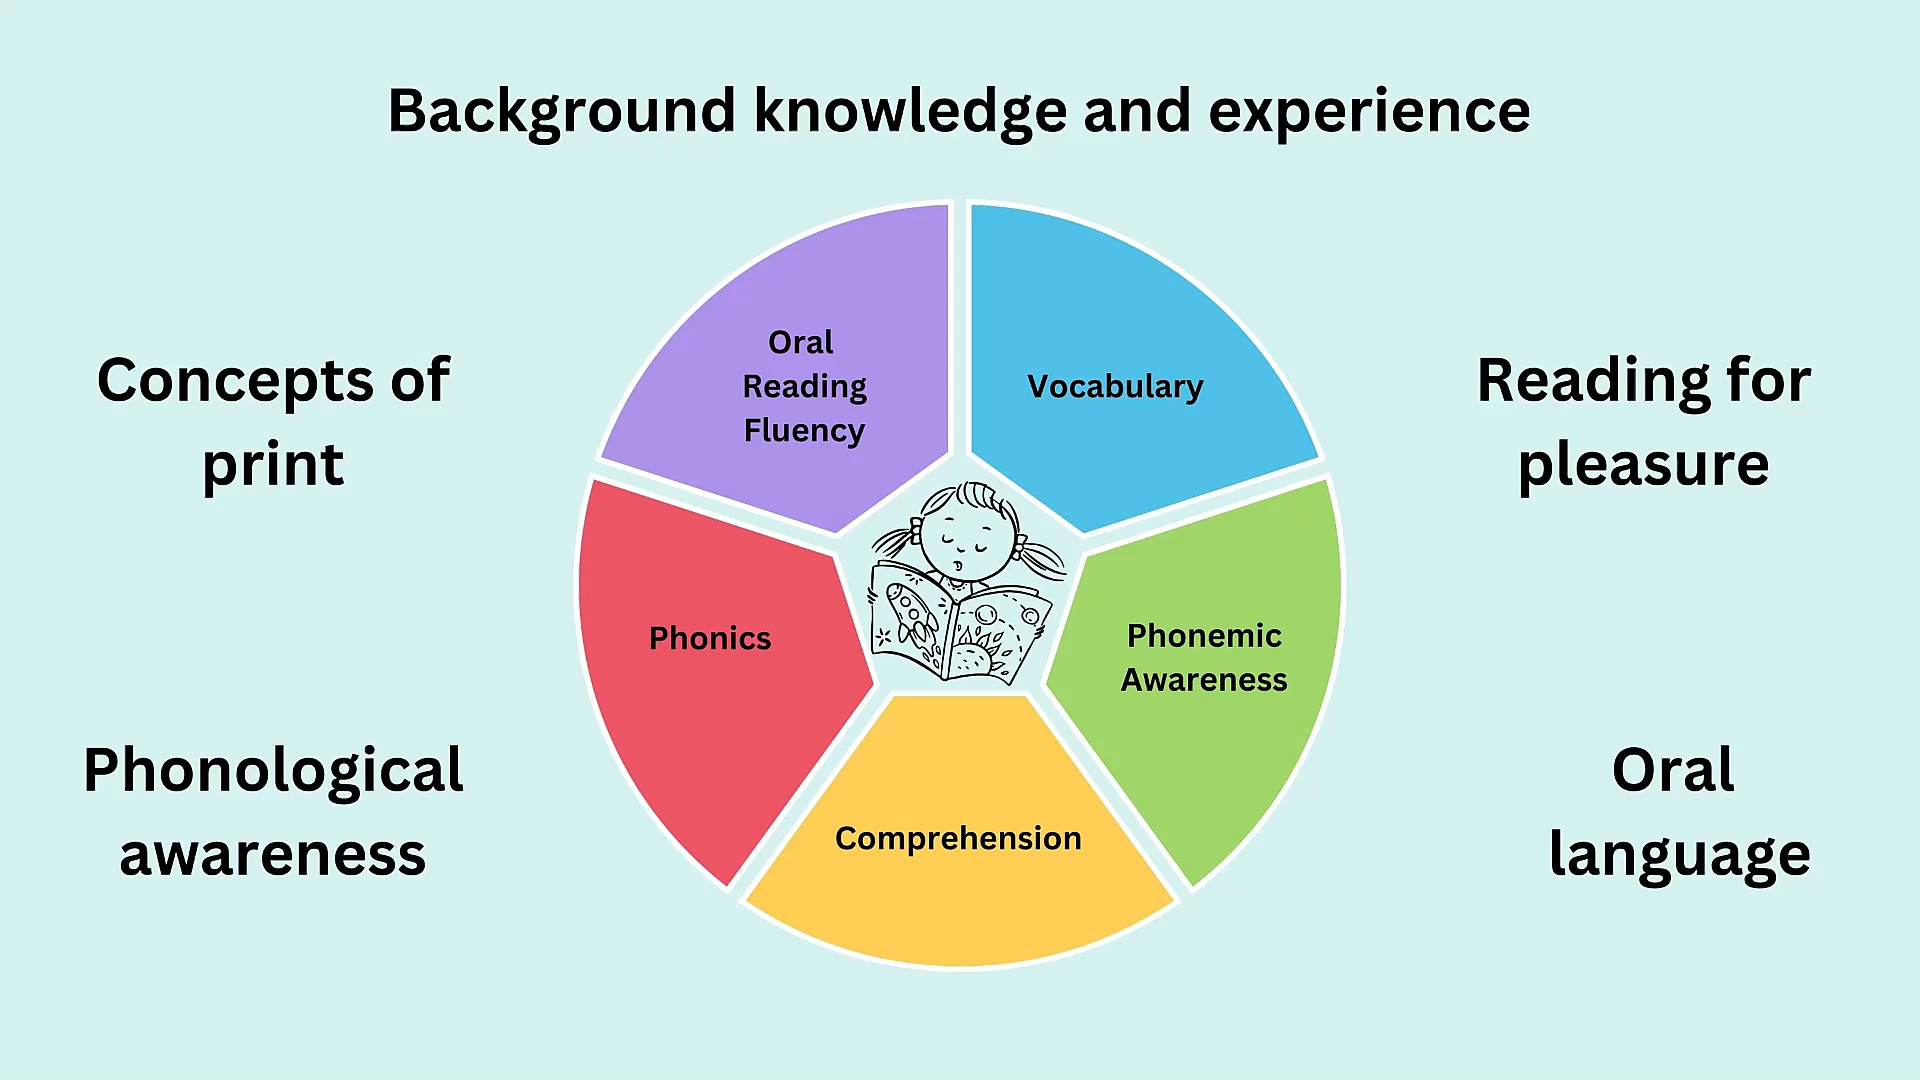 Background knowledge and experience
Concepts of
print
Phonological
awareness
Oral
Reading
Fluency
Vocabulary
Phonics
Phonemic
Awareness
Comprehension
Reading for
pleasure
Oral
language